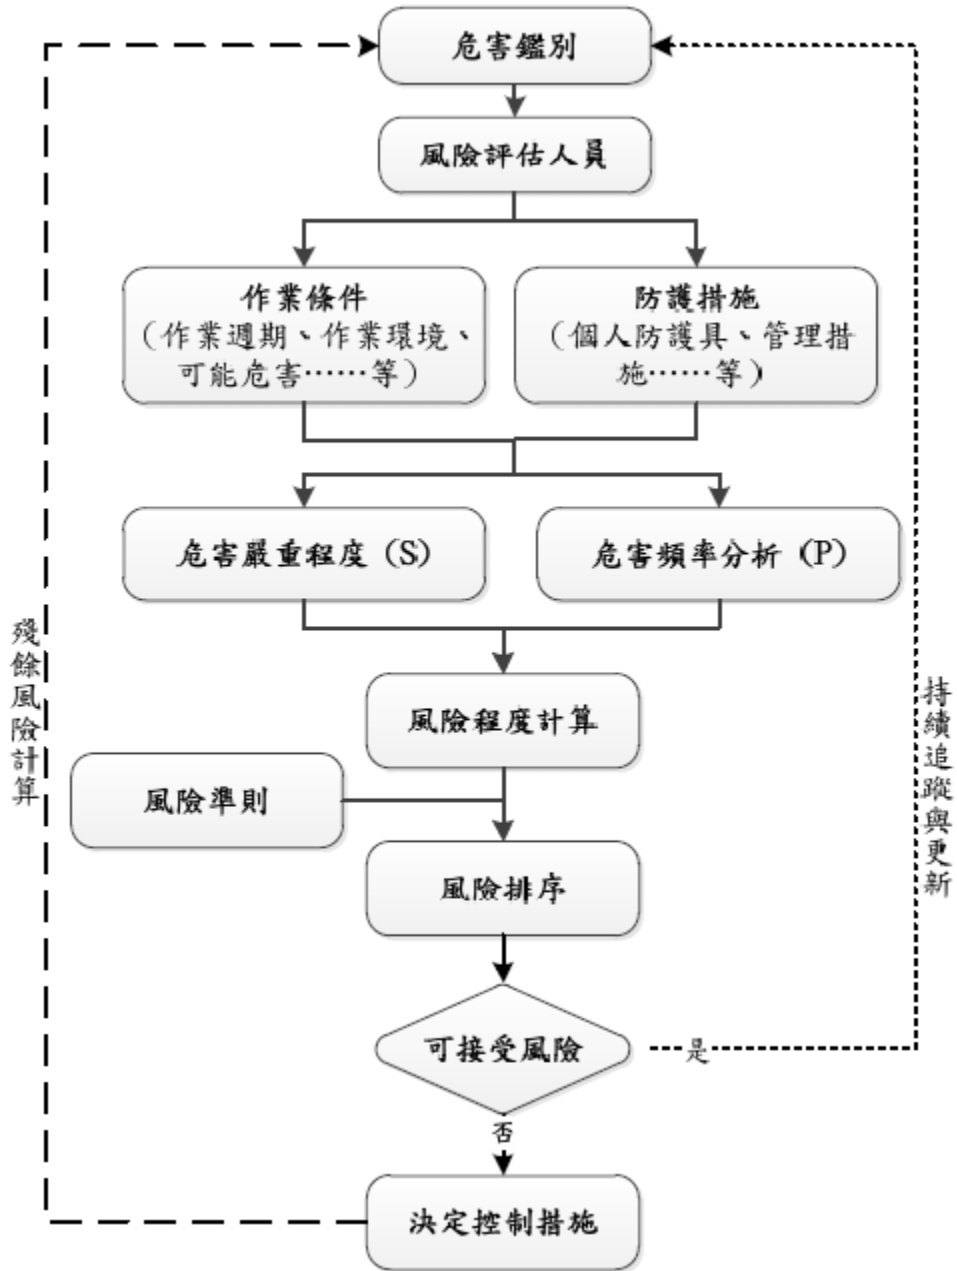 危害鑑別
風險評估人員
作業條件
（作業週期、作業環境、
可能危害……等）
防護措施
（個人防護具、管理措
施……等）
危害嚴重程度（S）
危害頻率分析（P）
殘餘風險計算
風險程度計算
持續追蹤與更新
風險準則
風險排序
可接受風險
是
否
決定控制措施